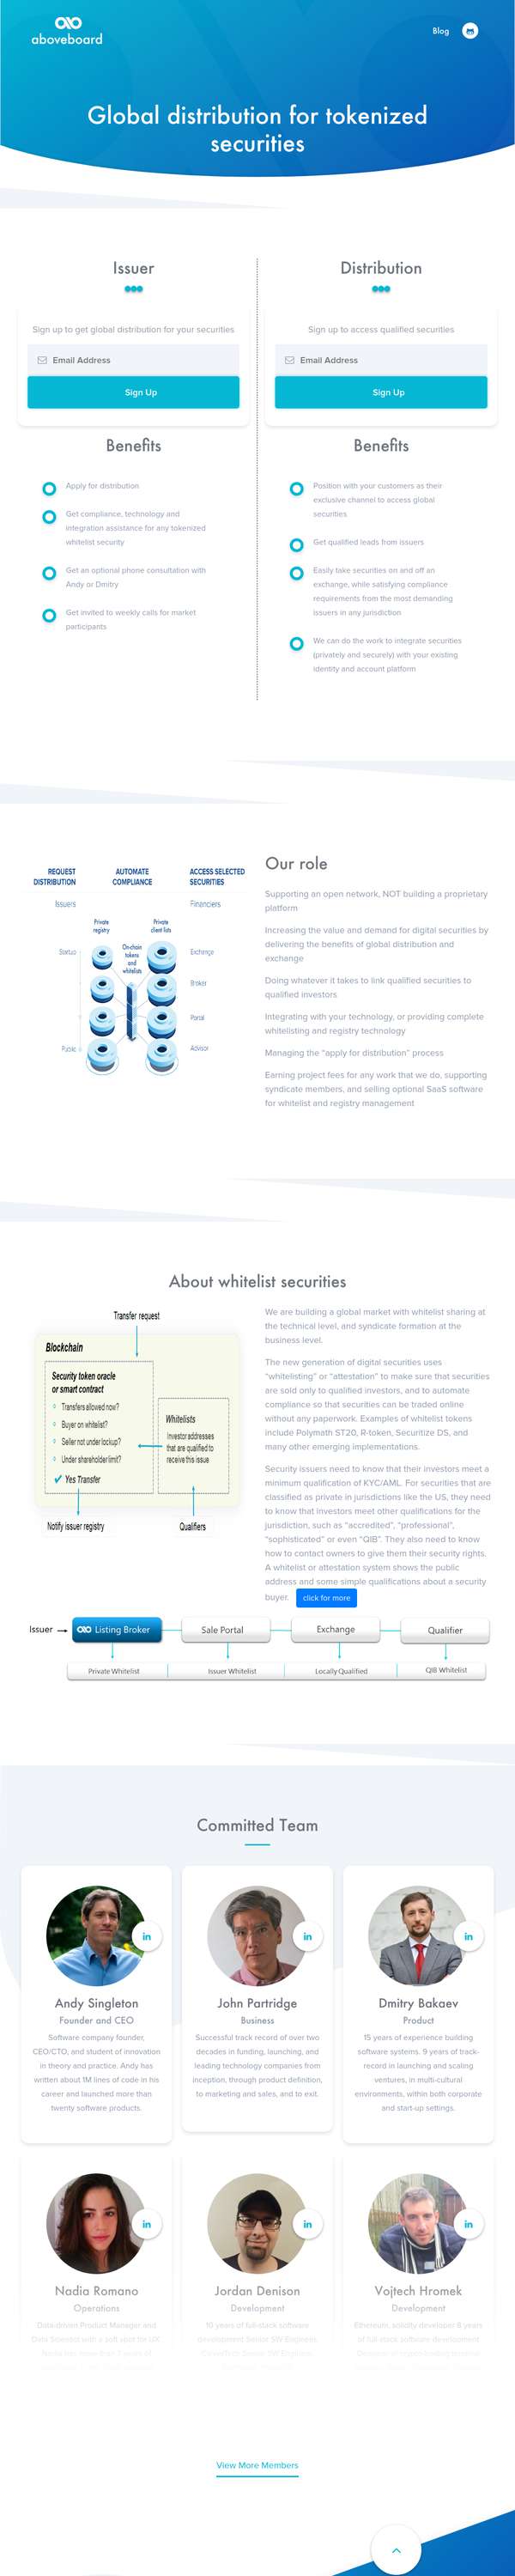 aboveboard
Blog
Global distribution for tokenized
securities
Issuer
Sign up to get global distribution for your securities
Email Address
Sign Up
Benefits
Apply for distribution
Get compliance, technology and
integration assistance for any tokenized
whitelist security
Get an optional phone consultation with
Andy or Dmitry
Get invited to weekly calls for market
participants
Distribution
Sign up to access qualified securities
Email Address
Sign Up
Benefits
Position with your customers as their
exclusive channel to access global
securities
Get qualified leads from issuers
Easily take securities on and off an
exchange, while satisfying compliance
requirements from the most demanding
issuers in any jurisdiction
We can do the work to integrate securities
(privately and securely) with your existing
identity and account platform
REQUEST
DISTRIBUTION
AUTOMATE
COMPLIANCE
ACCESS SELECTED
SECURITIES
Issuers
Financiers
Private
registry
Private
client lists
On-chain
tokens
and
whitelists
Startup
Exchange
Broker
Portal
Public
Advisor
Our role
Supporting an open network, NOT building a proprietary
platform
Increasing the value and demand for digital securities by
delivering the benefits of global distribution and
exchange
Doing whatever it takes to link qualified securities to
qualified investors
Integrating with your technology, or providing complete
whitelisting and registry technology
Managing the "apply for distribution" process
Earning project fees for any work that we do, supporting
syndicate members, and selling optional SaaS software
for whitelist and registry management
About whitelist securities
Transfer request
Blockchain
Security token oracle
or smart contract
Transfers allowed now?
Buyer on whitelist?
Seller not under lockup?
Under shareholder limit?
Yes Transfer
Whitelists
Investor addresses
that are qualified to
receive this issue
Notify issuer registry
Qualifiers
We are building a global market with whitelist sharing at
the technical level, and syndicate formation at the
business level.
The new generation of digital securities uses
"whitelisting" or "attestation" to make sure that securities
are sold only to qualified investors, and to automate
compliance so that securities can be traded online
without any paperwork. Examples of whitelist tokens
include Polymath ST20, R-token, Securitize DS, and
many other emerging implementations.
Security issuers need to know that their investors meet a
minimum qualification of KYC/AML. For securities that are
classified as private in jurisdictions like the US, they need
to know that investors meet other qualifications for the
jurisdiction, such as "accredited", "professional",
"sophisticated" or even "QIB". They also need to know
how to contact owners to give them their security rights.
A whitelist or attestation system shows the public
address and some simple qualifications about a security
buyer. click for more
Issuer
Listing Broker
Sale Portal
Exchange
Qualifier
Private Whitelist
Issuer Whitelist
Locally Qualified
QIB Whitelist
Committed Team
in
Andy Singleton
Founder and CEO
Software company founder,
CEO/CTO, and student of innovation
in theory and practice. Andy has
written about 1M lines of code in his
career and launched more than
twenty software products.
in
John Partridge
Business
Successful track record of over two
decades in funding, launching, and
leading technology companies from
inception, through product definition,
to marketing and sales, and to exit.
in
Dmitry Bakaev
Product
15 years of experience building
software systems. 9 years of track-
record in launching and scaling
ventures, in multi-cultural
environments, within both corporate
and start-up settings.
in
Nadia Romano
Operations
Data-driven Product Manager and
in
Jordan Denison
Development
10 years of full-stack software
in
Vojtech Hromek
Development
Ethereum, solidity developer 6 years
of full stack software development
View More Members